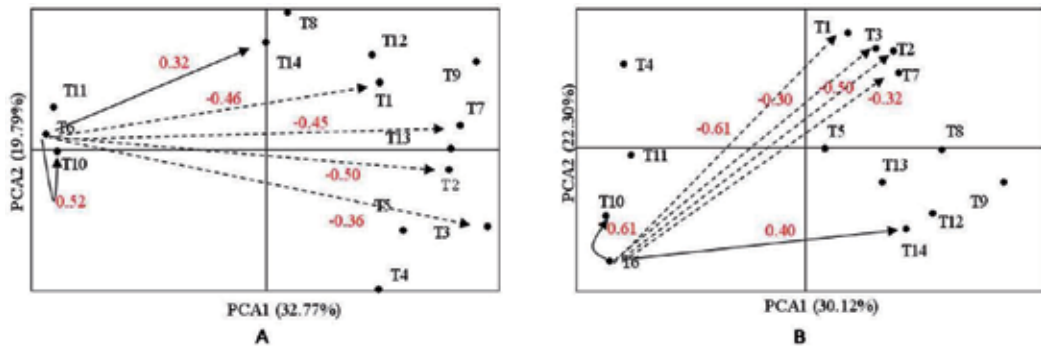 T8
T12
0.32
T14
T9
T11
-0.46
T1
T7
T6
-0.45
T13
T10
-0.50
T2
0.52
T5
-0.36
T3
T4
PCA2 (19.79%)
PCA1 (32.77%)
A
T1
T3
T2
T4
-0.50
T7
-0.30
-0.32
-0.61
T5
T8
T11
T13
T10
T9
0.61
0.40
T12
T14
T6
PCA2 (22.30%)
PCA1 (30.12%)
B